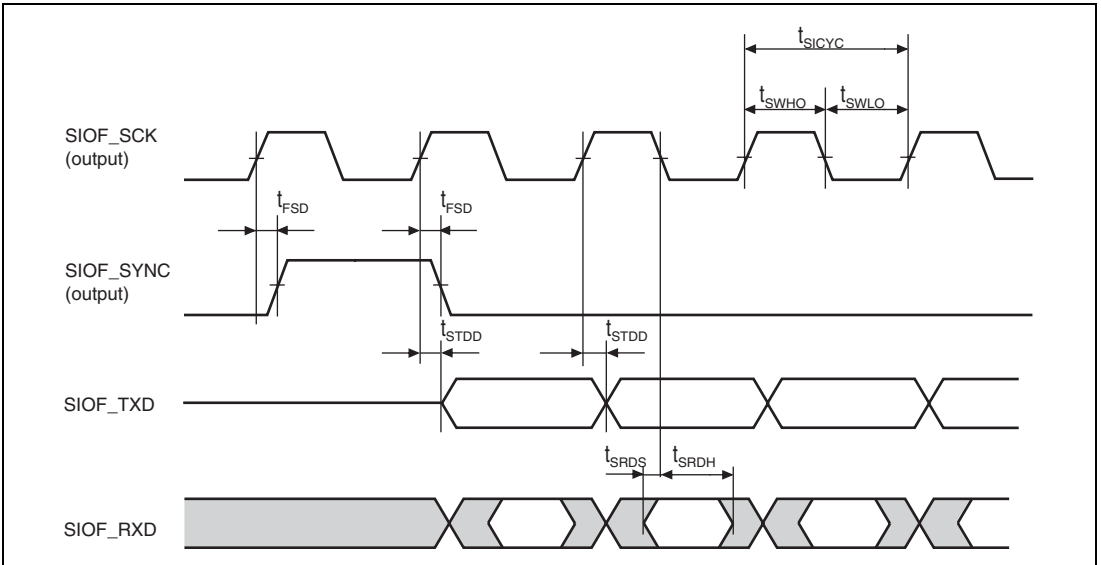 tSICYC
tSWHO tSWLO
SIOF_SCK
(output)
tFSD tFSD
SIOF_SYNC
(output)
tSTDD tSTDD
SIOF_TXD
tSRDS tSRDH
SIOF_RXD